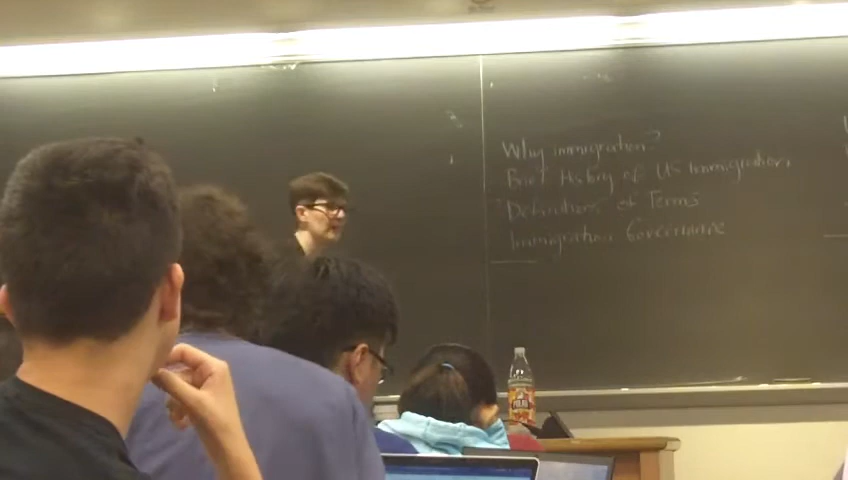 Why immigration?
Brief History of US Immigration
Definitions of Terms
Immigration Governance